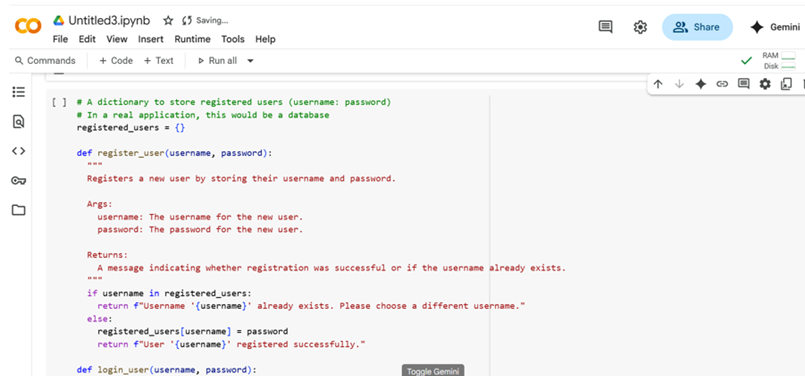 Untitled3.ipynb Saving...
File Edit View Insert Runtime Tools Help
Share Gemini
Commands + Code + Text Run all
RAM
Disk
[ ] # A dictionary to store registered users (username: password)
# In a real application, this would be a database
registered_users = {}
def register_user(username, password):
"""
Registers a new user by storing their username and password.
Args:
username: The username for the new user.
password: The password for the new user.
Returns:
A message indicating whether registration was successful or if the username already exists.
"""
if username in registered_users:
return f"Username '{username}' already exists. Please choose a different username."
else:
registered_users[username] = password
return f"User '{username}' registered successfully."
def login_user(username, password):
Toggle Gemini